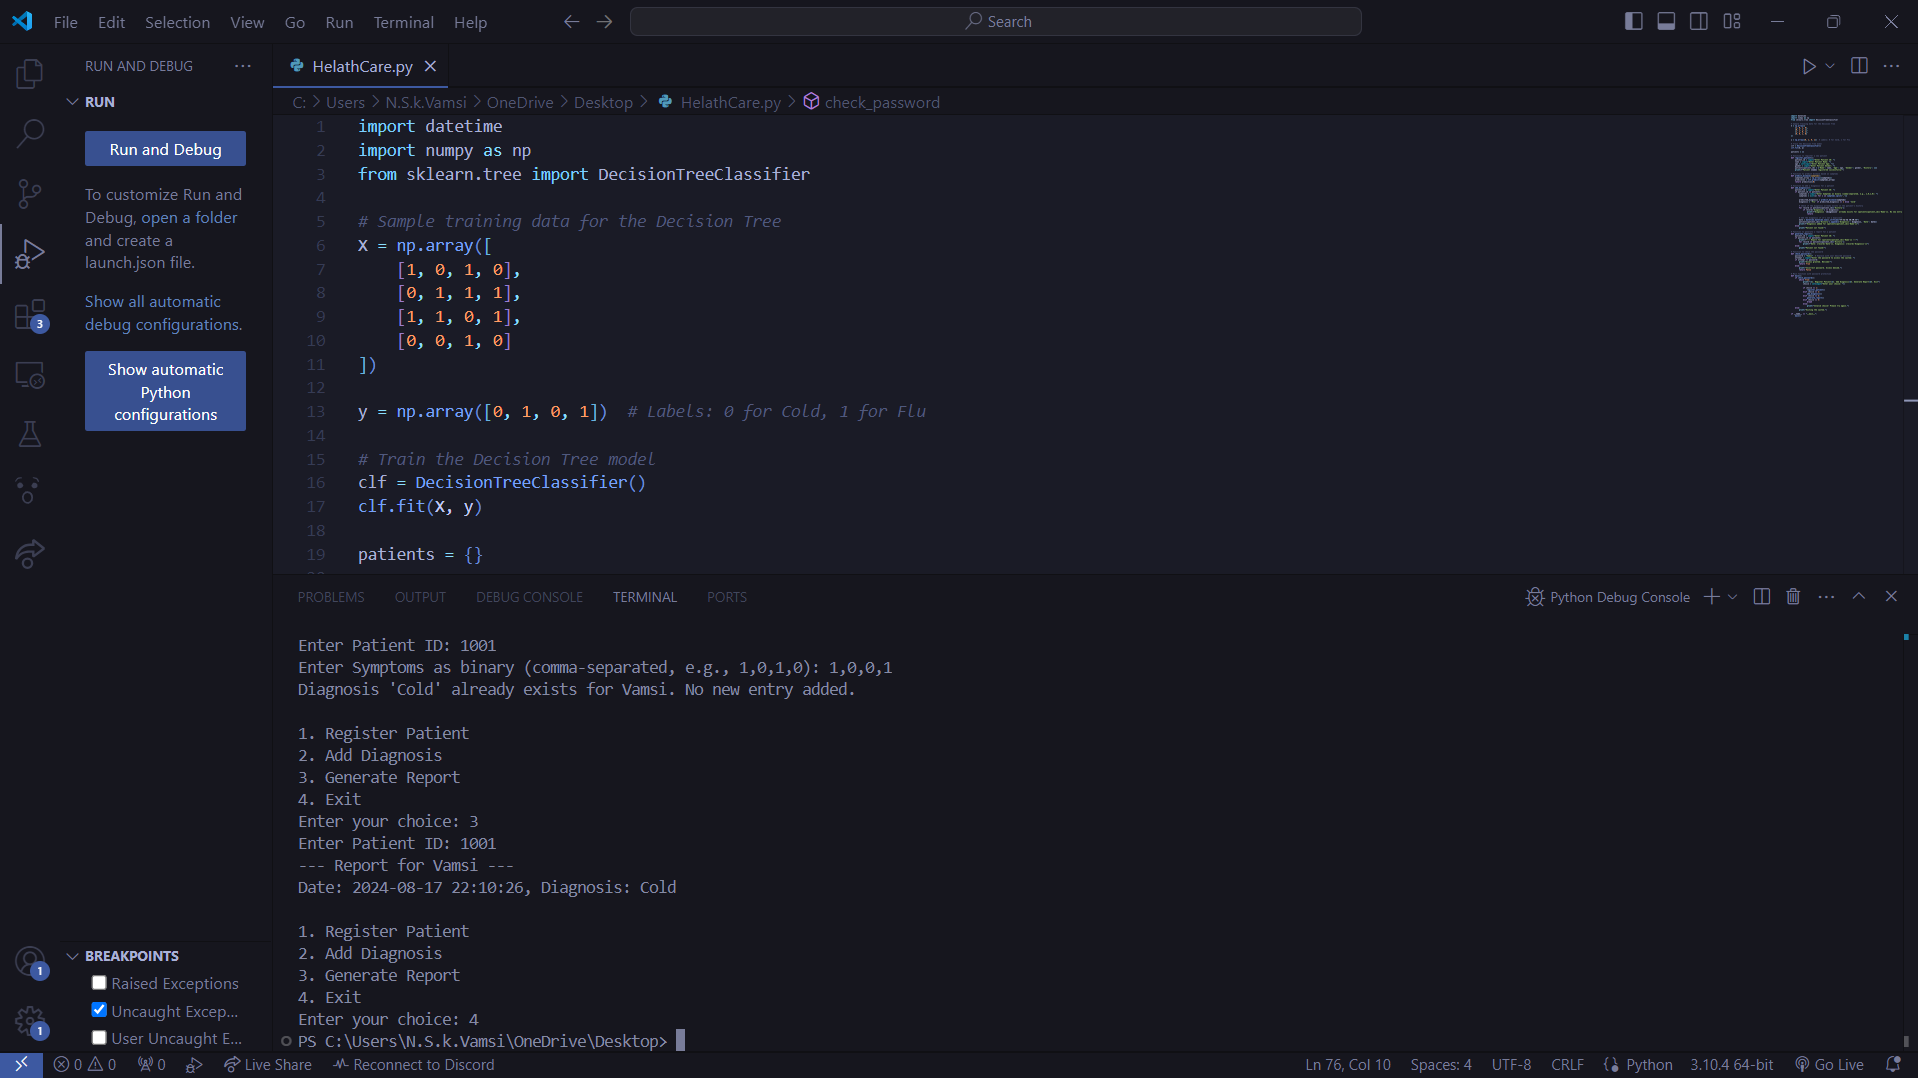 File Edit Selection View Go Run Terminal Help
Search
RUN AND DEBUG ···
RUN
Run and Debug
To customize Run and
Debug, open a folder
and create a
launch.json file.
Show all automatic
debug configurations.
Show automatic
Python
configurations
3
HelathCare.py
C: > Users > N.S.k.Vamsi > OneDrive > Desktop > HelathCare.py > check_password
1 import datetime
2 import numpy as np
3 from sklearn.tree import DecisionTreeClassifier
4
5 # Sample training data for the Decision Tree
6 X = np.array([
7     [1, 0, 1, 0],
8     [0, 1, 1, 1],
9     [1, 1, 0, 1],
10     [0, 0, 1, 0]
11 ])
12
13 y = np.array([0, 1, 0, 1])  # Labels: 0 for Cold, 1 for Flu
14
15 # Train the Decision Tree model
16 clf = DecisionTreeClassifier()
17 clf.fit(X, y)
18
19 patients = {}
PROBLEMS OUTPUT DEBUG CONSOLE TERMINAL PORTS
Python Debug Console
Enter Patient ID: 1001
Enter Symptoms as binary (comma-separated, e.g., 1,0,1,0): 1,0,0,1
Diagnosis 'Cold' already exists for Vamsi. No new entry added.
1. Register Patient
2. Add Diagnosis
3. Generate Report
4. Exit
Enter your choice: 3
Enter Patient ID: 1001
--- Report for Vamsi ---
Date: 2024-08-17 22:10:26, Diagnosis: Cold
1. Register Patient
2. Add Diagnosis
3. Generate Report
4. Exit
Enter your choice: 4
PS C:\Users\N.S.k.Vamsi\OneDrive\Desktop>
BREAKPOINTS
Raised Exceptions
Uncaught Excep...
User Uncaught E...
1
1
0 0 0 Live Share Reconnect to Discord
Ln 76, Col 10 Spaces: 4 UTF-8 CRLF Python 3.10.4 64-bit Go Live